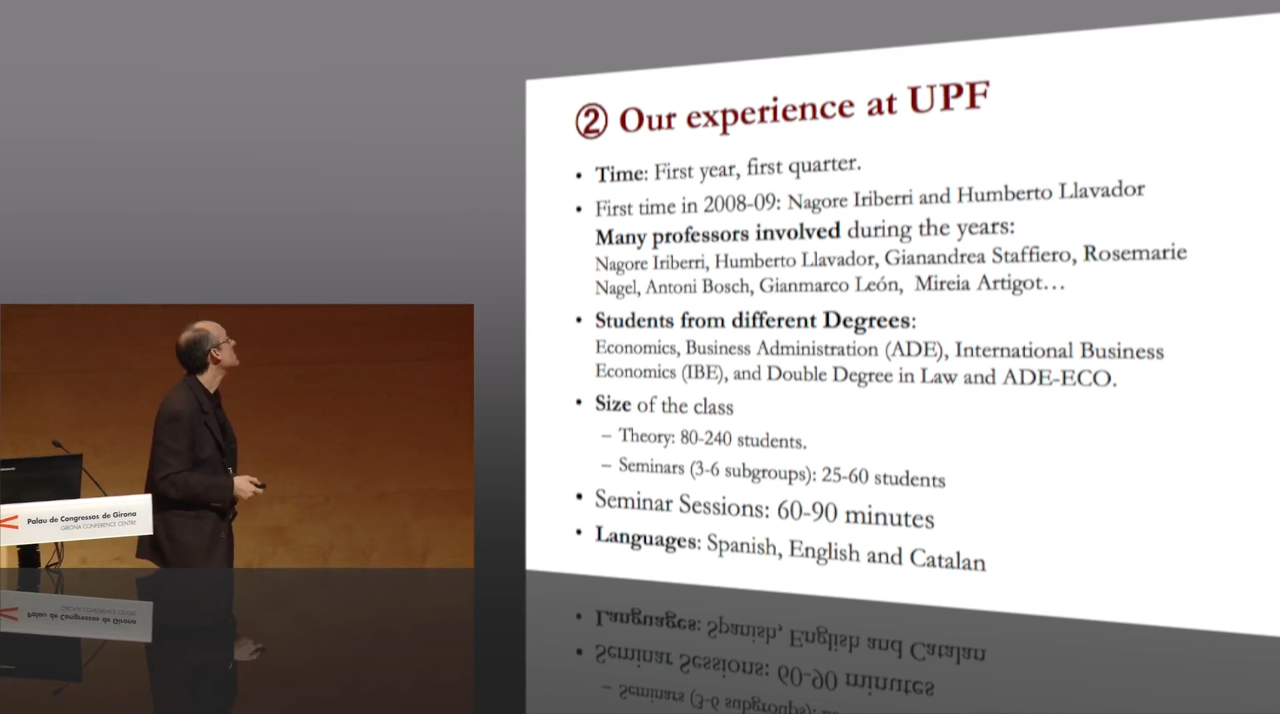 ② Our experience at UPF
• Time: First year, first quarter.
• First time in 2008-09: Nagore Iriberri and Humberto Llavador
Many professors involved during the years:
Nagore Iriberri, Humberto Llavador, Gianandrea Staffiero, Rosemarie
Nagel, Antoni Bosch, Gianmarco León, Mireia Artigot…
• Students from different Degrees:
Economics, Business Administration (ADE), International Business
Economics (IBE), and Double Degree in Law and ADE-ECO.
• Size of the class
– Theory: 80-240 students.
– Seminars (3-6 subgroups): 25-60 students
• Seminar Sessions: 60-90 minutes
• Languages: Spanish, English and Catalan
Palau de Congressos de Girona
GIRONA CONFERENCE CENTRE